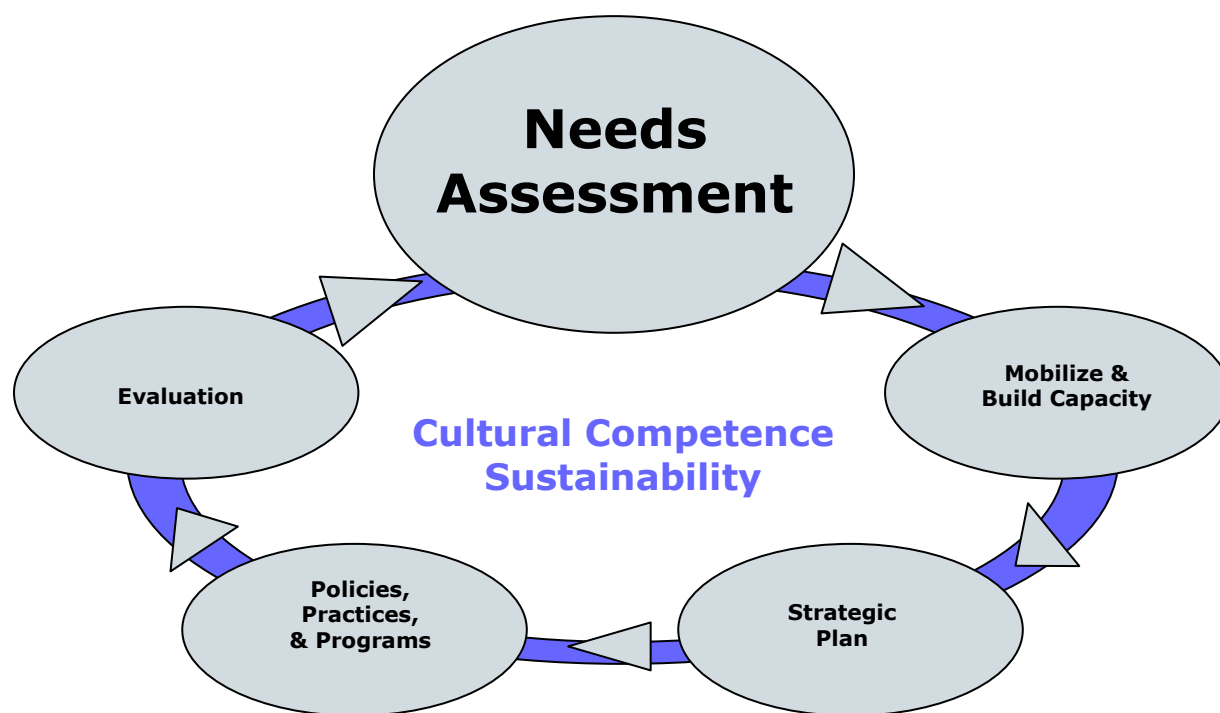 Needs
Assessment
Mobilize &
Build Capacity
Strategic
Plan
Policies,
Practices,
& Programs
Evaluation
Cultural Competence
Sustainability